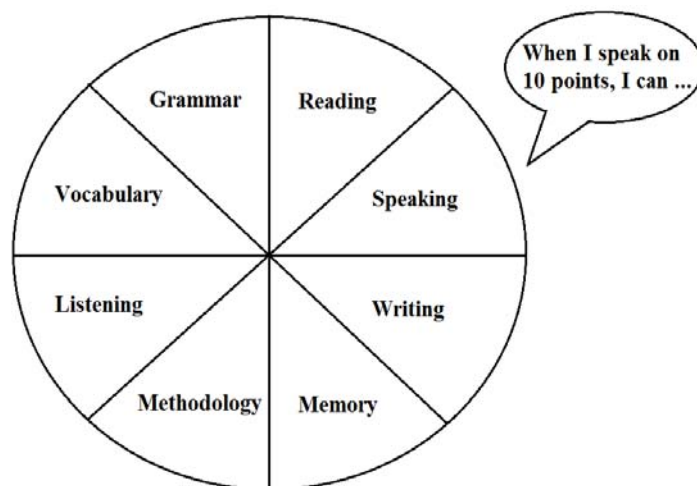 When I speak on
10 points, I can ...
Grammar
Reading
Vocabulary
Speaking
Listening
Writing
Methodology
Memory